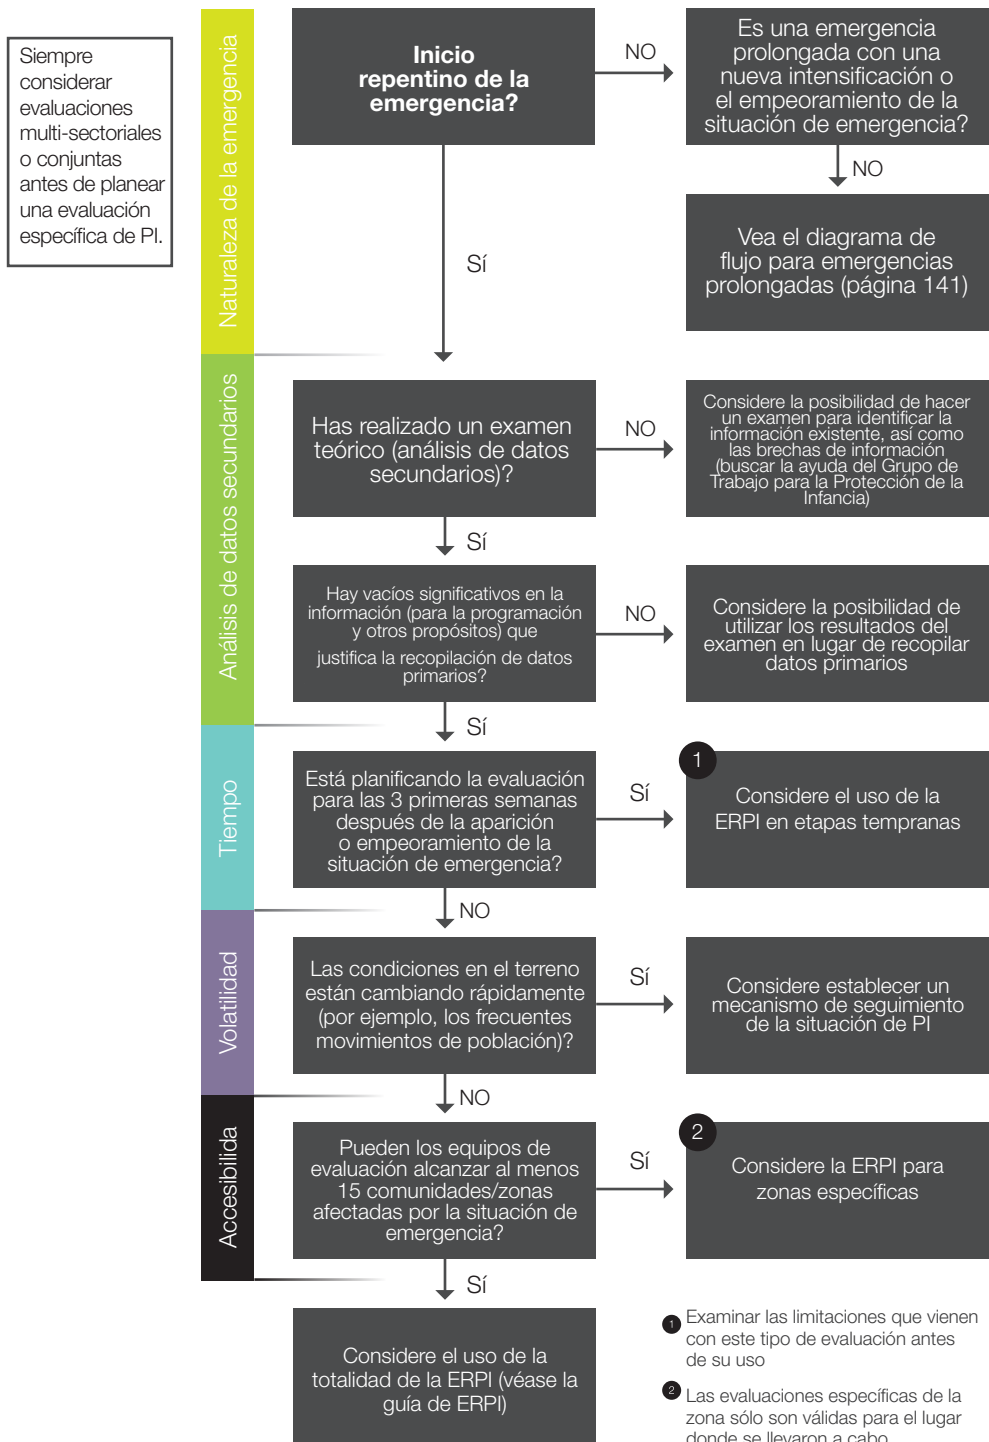 Siempre
considerar
evaluaciones
multi-sectoriales
o conjuntas
antes de planear
una evaluación
específica de PI.
Naturaleza de la emergencia
Inicio
repentino de la
emergencia?
NO
Es una emergencia
prolongada con una
nueva intensificación o
el empeoramiento de la
situación de emergencia?
NO
Vea el diagrama de
flujo para emergencias
prolongadas (página 141)
Sí
Análisis de datos secundarios
Has realizado un examen
teórico (análisis de datos
secundarios)?
NO
Considere la posibilidad de hacer
un examen para identificar la
información existente, así como
las brechas de información
(buscar la ayuda del Grupo de
Trabajo para la Protección de la
Infancia)
Sí
Hay vacíos significativos en la
información (para la programación
y otros propósitos) que
justifica la recopilación de datos
primarios?
NO
Considere la posibilidad de
utilizar los resultados del
examen en lugar de recopilar
datos primarios
Sí
Tiempo
Está planificando la evaluación
para las 3 primeras semanas
después de la aparición
o empeoramiento de la
situación de emergencia?
Sí
1
Considere el uso de la
ERPI en etapas tempranas
NO
Volatilidad
Las condiciones en el terreno
están cambiando rápidamente
(por ejemplo, los frecuentes
movimientos de población)?
Sí
Considere establecer un
mecanismo de seguimiento
de la situación de PI
NO
Accesibilida
Pueden los equipos de
evaluación alcanzar al menos
15 comunidades/zonas
afectadas por la situación de
emergencia?
Sí
2
Considere la ERPI para
zonas específicas
Sí
Considere el uso de la
totalidad de la ERPI (véase la
guía de ERPI)
1 Examinar las limitaciones que vienen
con este tipo de evaluación antes
de su uso
2 Las evaluaciones específicas de la
zona sólo son válidas para el lugar
donde se llevaron a cabo